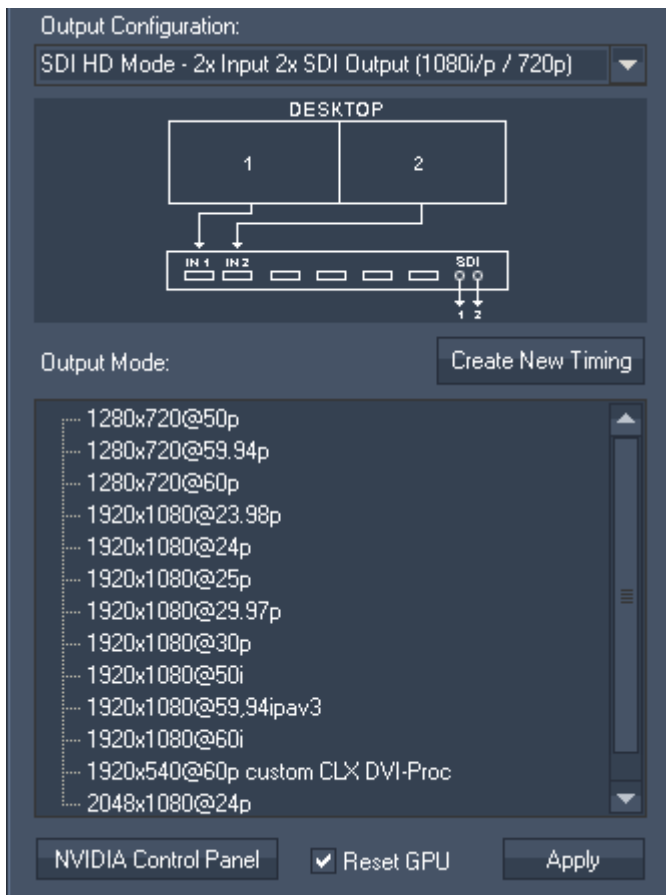 Output Configuration:
SDI HD Mode - 2x Input 2x SDI Output (1080i/p / 720p)
DESKTOP
1 2
IN 1 IN 2 SDI
1 2
Output Mode: Create New Timing
1280x720@50p
1280x720@59.94p
1280x720@60p
1920x1080@23.98p
1920x1080@24p
1920x1080@25p
1920x1080@29.97p
1920x1080@30p
1920x1080@50i
1920x1080@59,94ipav3
1920x1080@60i
1920x540@60p custom CLX DVI-Proc
2048x1080@24p
NVIDIA Control Panel Reset GPU Apply